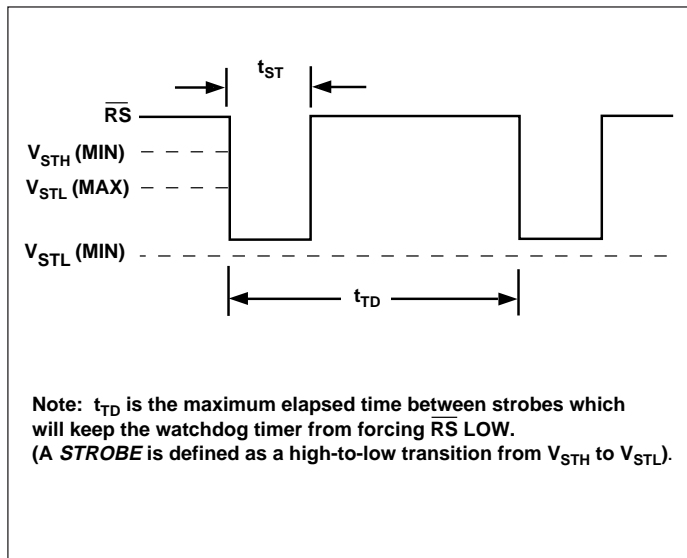 tST
R̅S̅
VSTH (MIN)
VSTL (MAX)
VSTL (MIN)
tTD
Note: tTD is the maximum elapsed time between strobes which
will keep the watchdog timer from forcing R̅S̅ LOW.
(A STROBE is defined as a high-to-low transition from VSTH to VSTL).